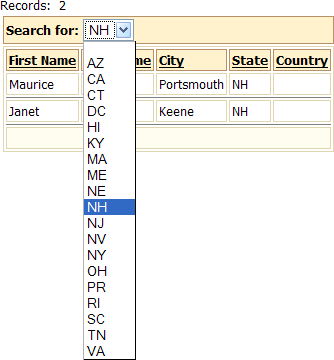 Records: 2
Search for: NH
First Name me City State Country
Maurice Portsmouth NH
Janet Keene NH
AZ
CA
CT
DC
HI
KY
MA
ME
NE
NH
NJ
NV
NY
OH
PR
RI
SC
TN
VA